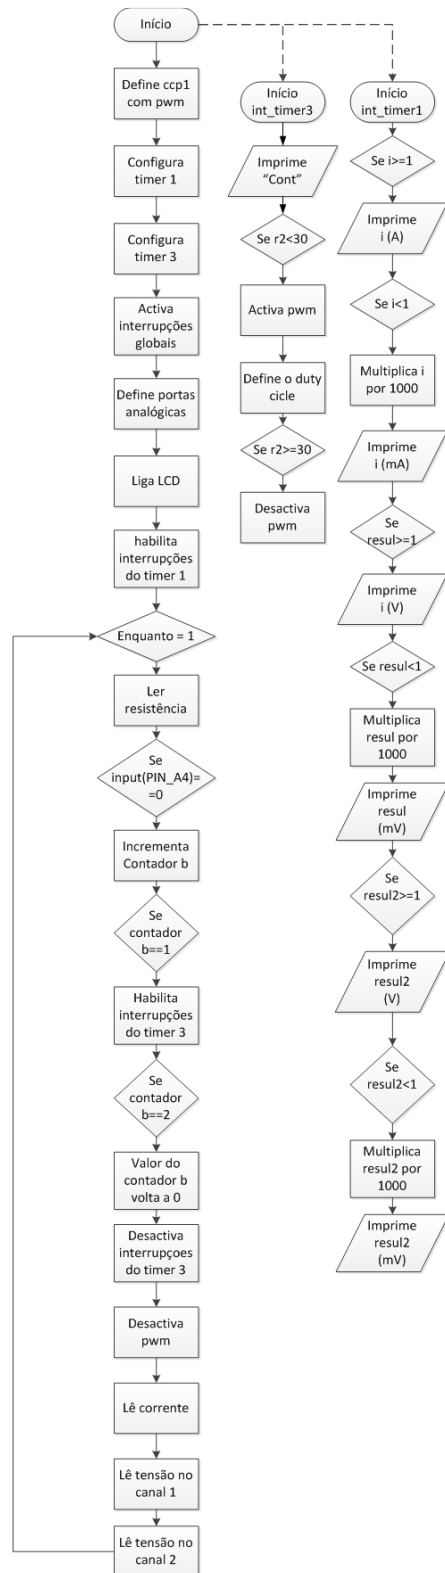 Início
Define ccp1
com pwm
Configura
timer 1
Configura
timer 3
Activa
interrupções
globais
Define portas
analógicas
Liga LCD
habilita
interrupções
do timer 1
Enquanto = 1
Ler
resistência
Se
input(PIN_A4)=
=0
Incrementa
Contador b
Se
contador
b==1
Habilita
interrupções
do timer 3
Se
contador
b==2
Valor do
contador b
volta a 0
Desactiva
interrupçoes
do timer 3
Desactiva
pwm
Lê corrente
Lê tensão no
canal 1
Lê tensão no
canal 2
Início
int_timer3
Imprime
“Cont”
Se r2<30
Activa pwm
Define o duty
cicle
Se r2>=30
Desactiva
pwm
Início
int_timer1
Se i>=1
Imprime
i (A)
Se i<1
Multiplica i
por 1000
Imprime
i (mA)
Se
resul>=1
Imprime
i (V)
Se resul<1
Multiplica
resul por
1000
Imprime
resul
(mV)
Se
resul2>=1
Imprime
resul2
(V)
Se
resul2<1
Multiplica
resul2 por
1000
Imprime
resul2
(mV)